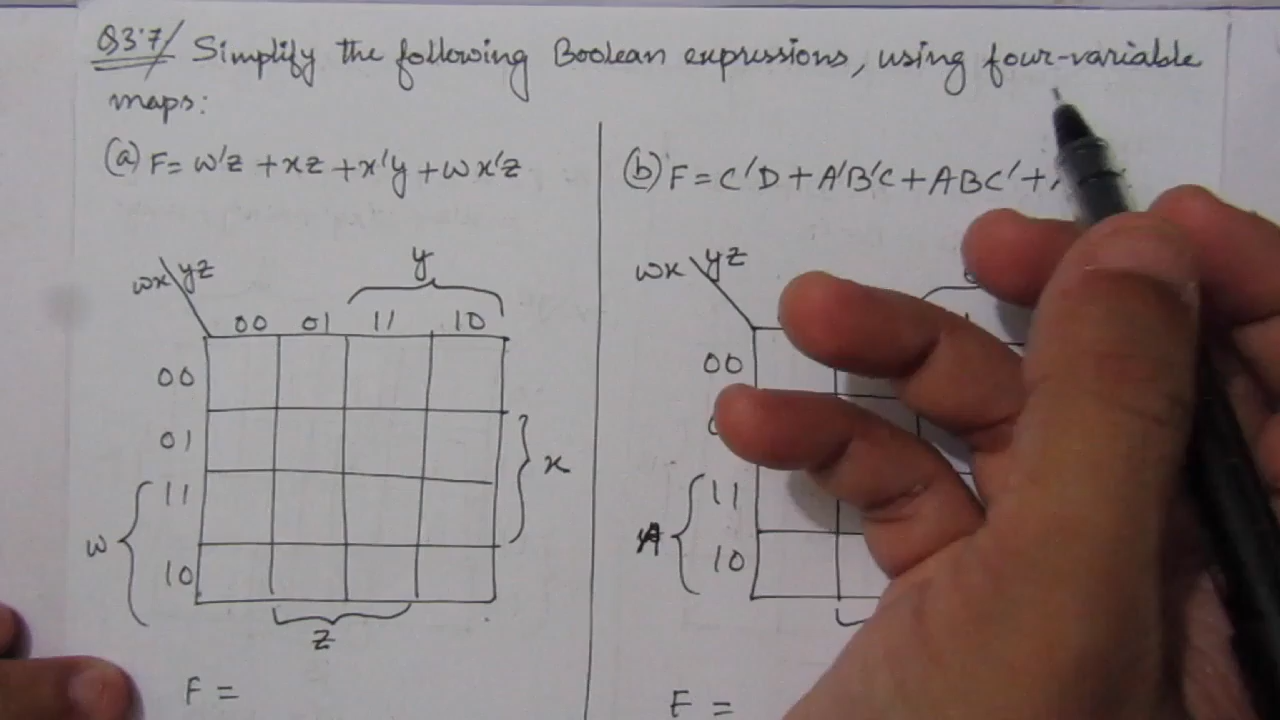 Q3.7/ Simplify the following Boolean expressions, using four-variable
maps:
(a) F = w'z + xz + x'y + wx'z
wx yz
y
00 01 11 10
00
01
11
10
x
w
z
F =
(b) F = C'D + A'B'C + ABC' +
wx yz
00
11
10
A
F =